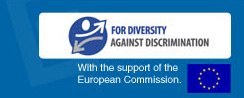 FOR DIVERSITY
AGAINST DISCRIMINATION
With the support of the
European Commission.